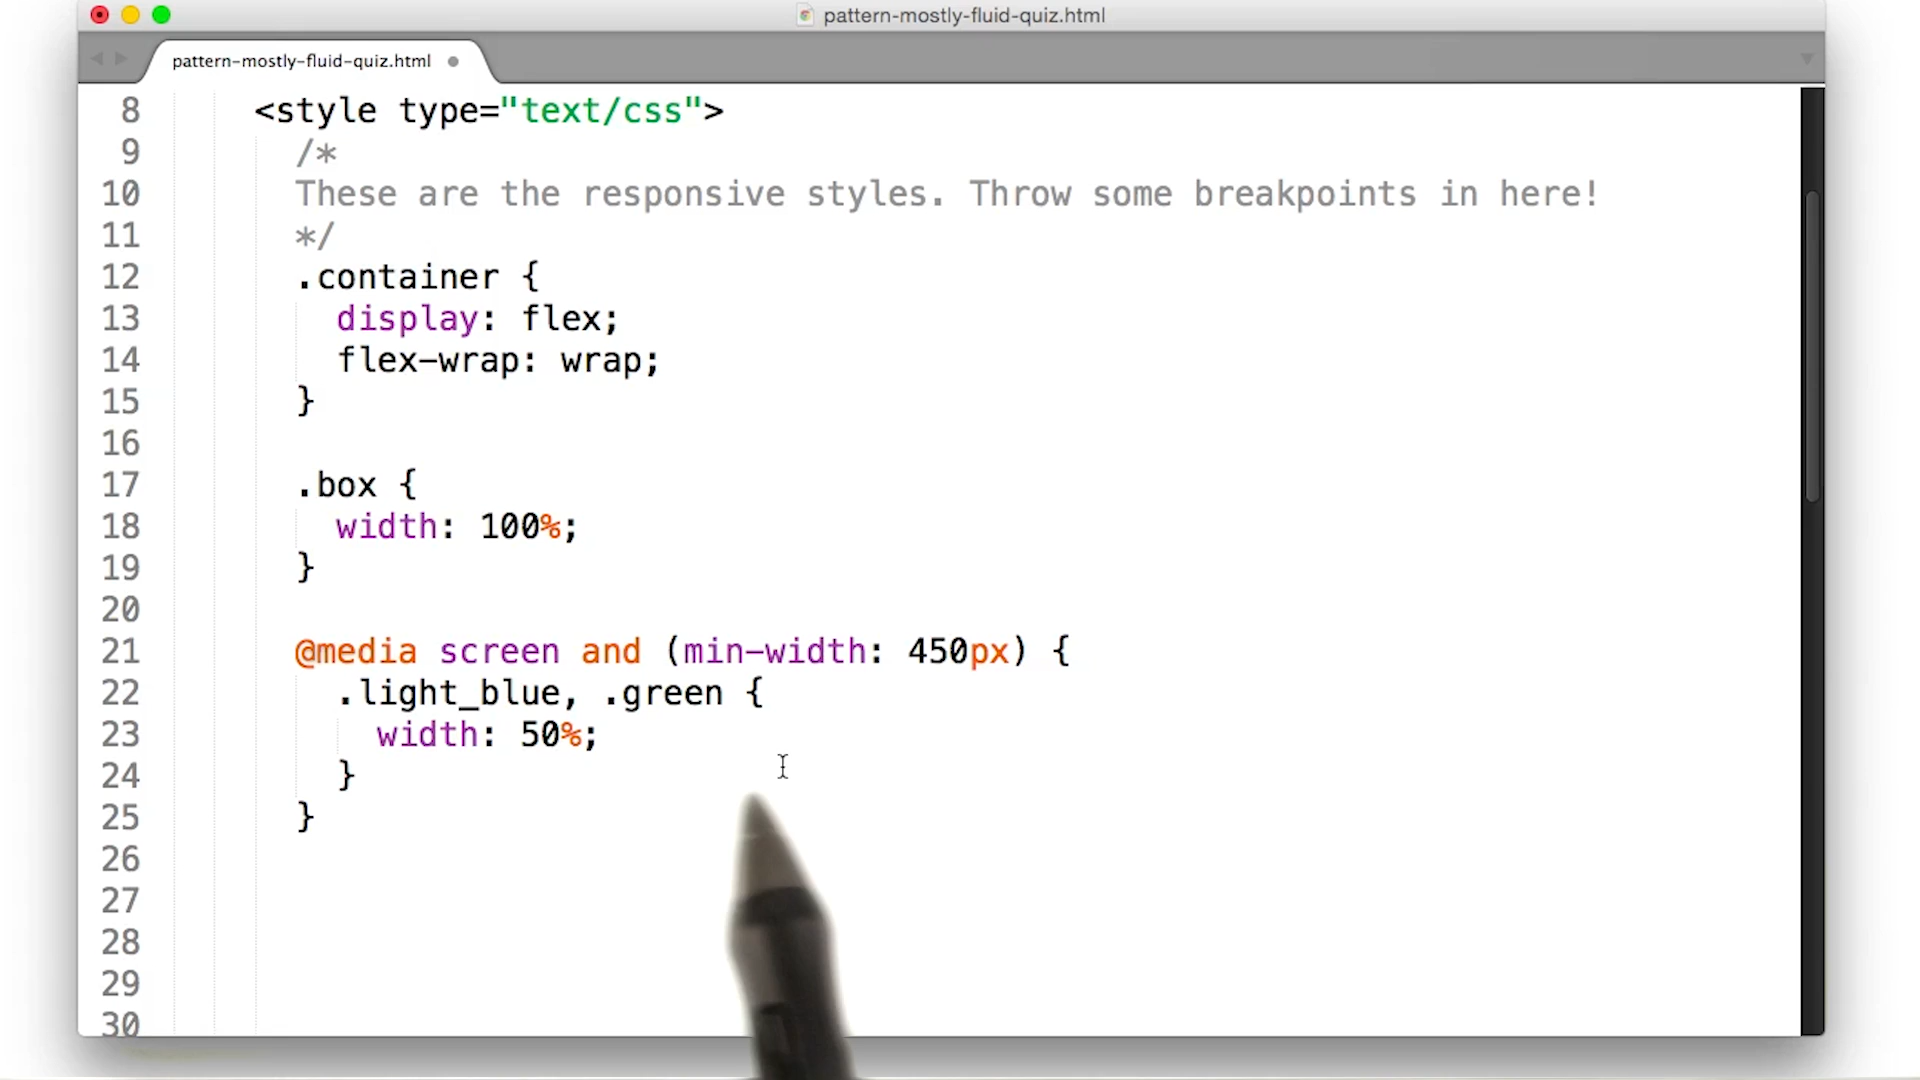 pattern-mostly-fluid-quiz.html
pattern-mostly-fluid-quiz.html
8 <style type="text/css">
9 /*
10 These are the responsive styles. Throw some breakpoints in here!
11 */
12 .container {
13 display: flex;
14 flex-wrap: wrap;
15 }
16
17 .box {
18 width: 100%;
19 }
20
21 @media screen and (min-width: 450px) {
22 .light_blue, .green {
23 width: 50%;
24 }
25 }
26
27
28
29
30